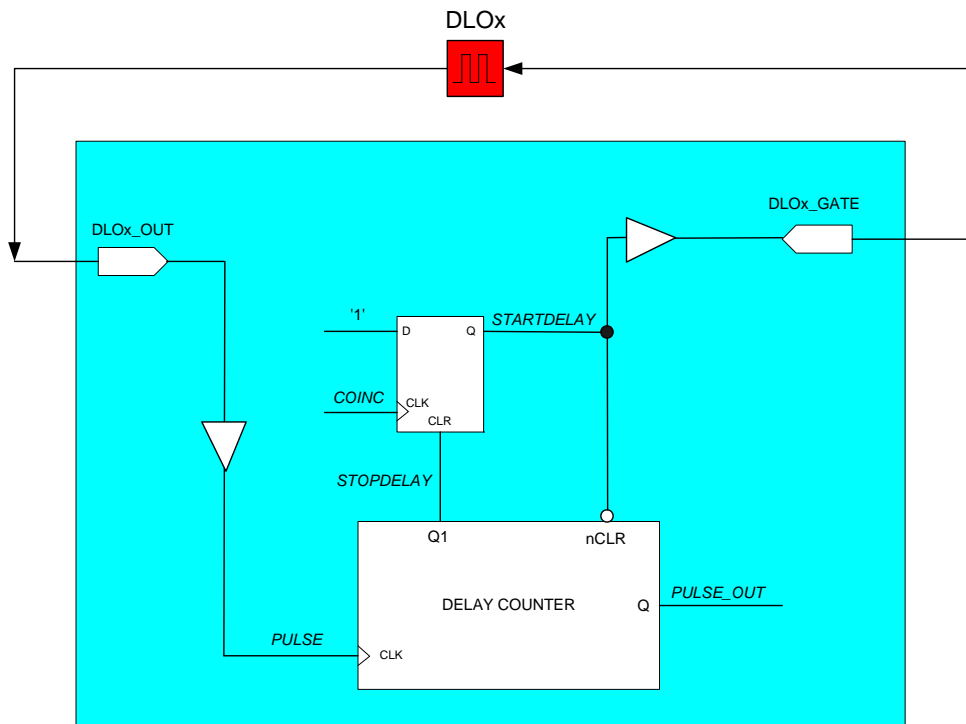 DLOx
DLOx_OUT
DLOx_GATE
'1'
D
Q
STARTDELAY
COINC
CLK
CLR
STOPDELAY
Q1
nCLR
DELAY COUNTER
Q
PULSE_OUT
PULSE
CLK